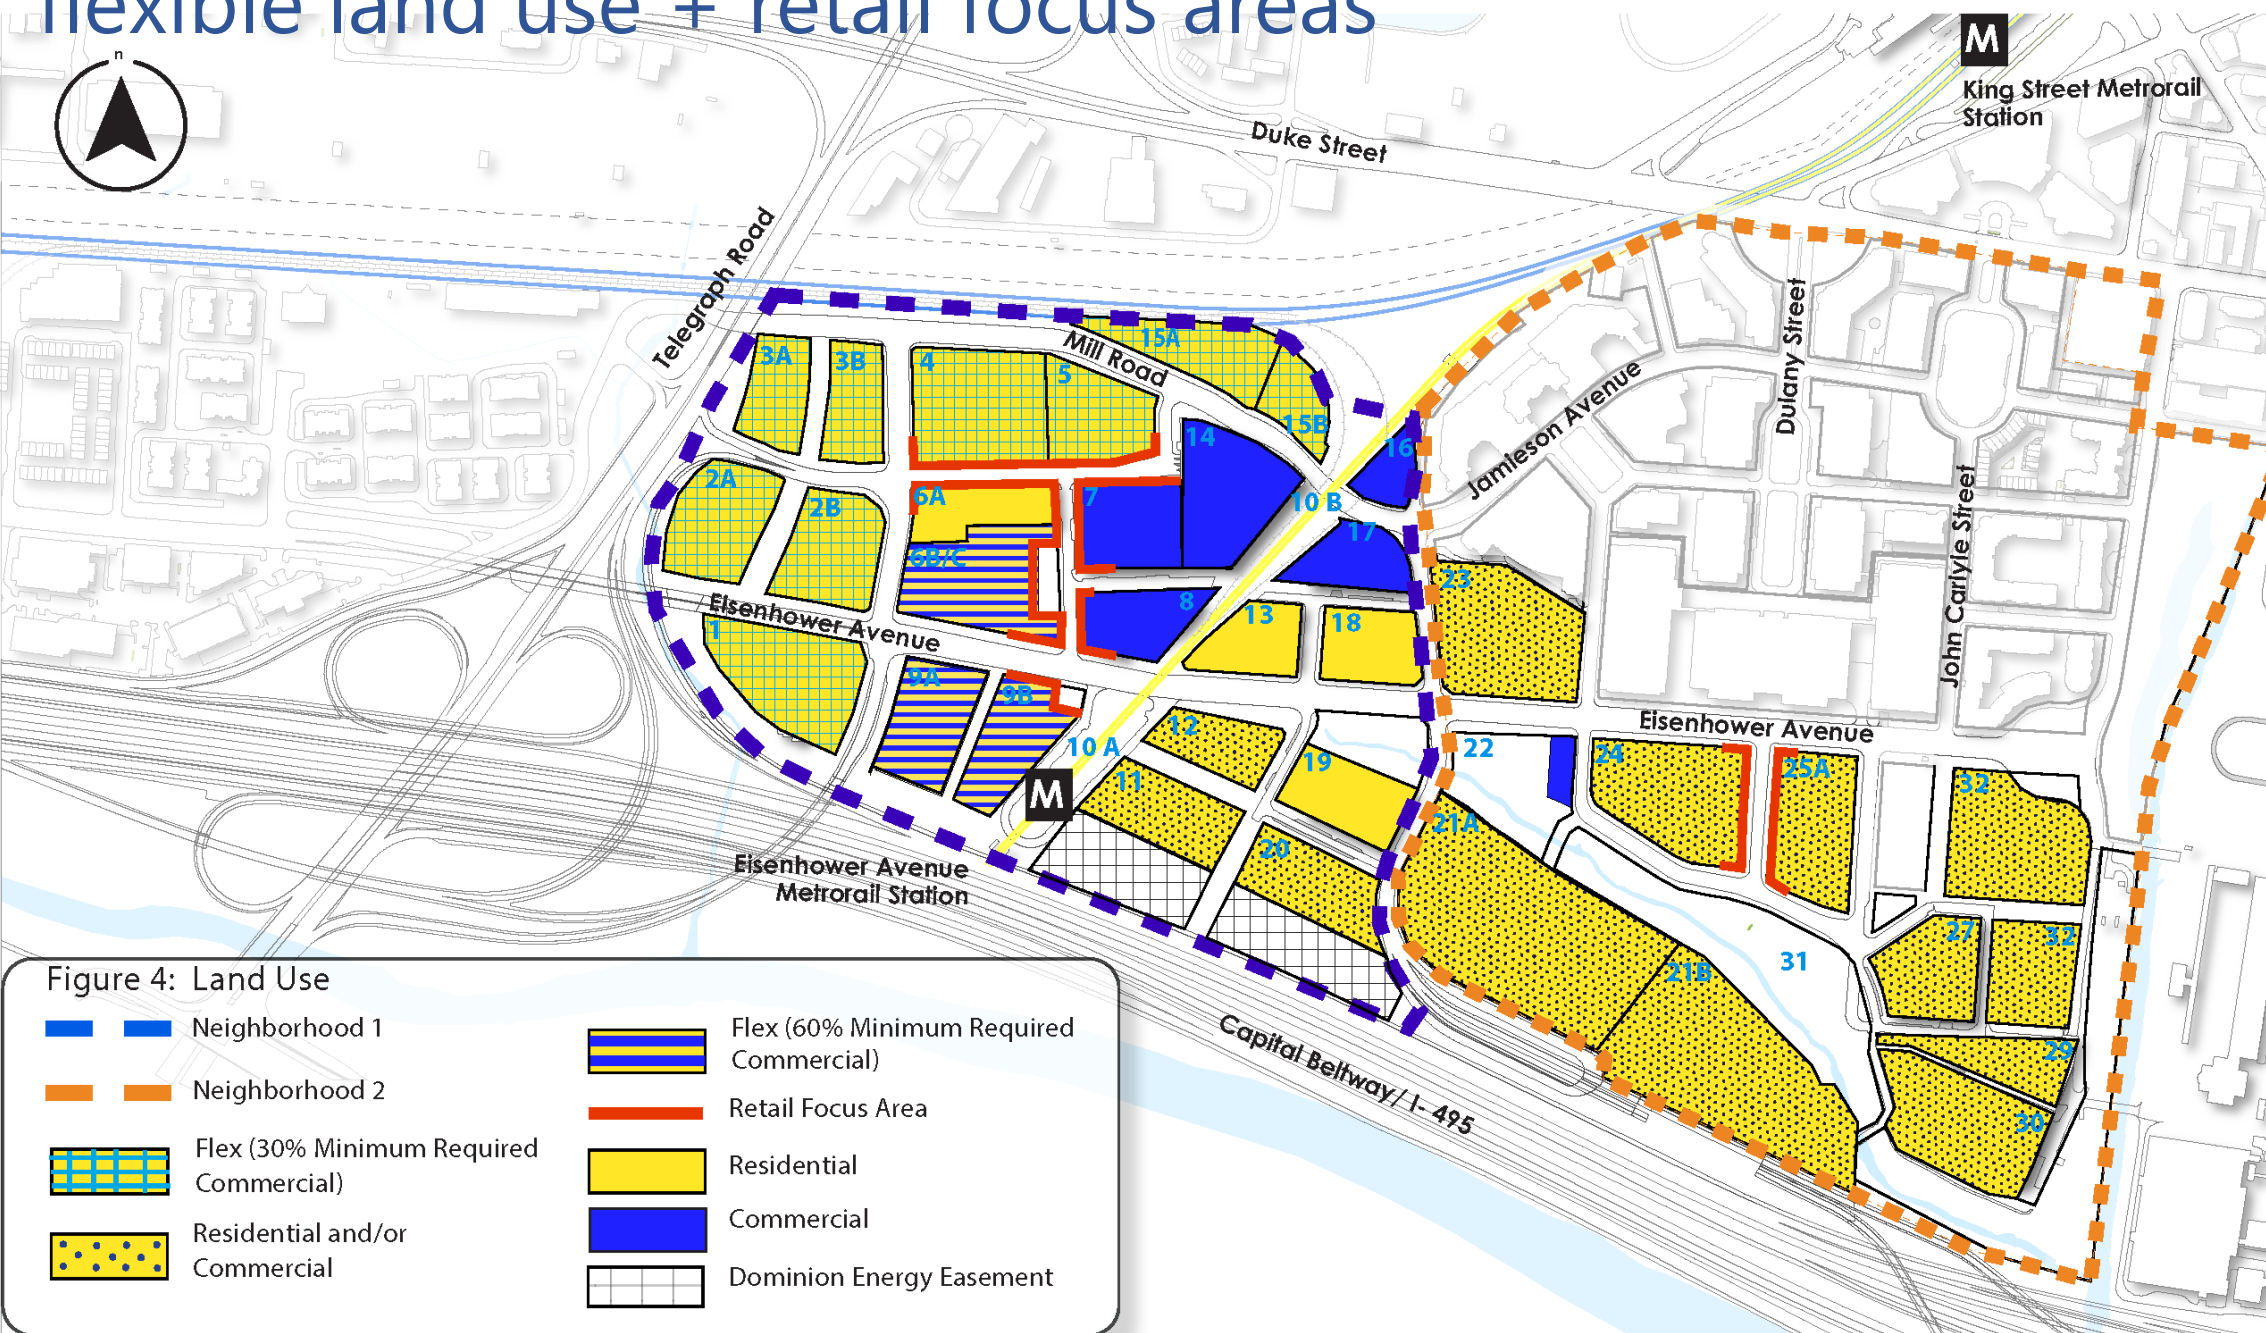 flexible land use + retail focus areas
n
M
King Street Metrorail
Station
Duke Street
Telegraph Road
Mill Road
Jamieson Avenue
Dulany Street
John Carlyle Street
3A
3B
4
5
15A
15B
14
16
2A
2B
6A
7
10 B
17
6B/C
8
13
18
23
1
Eisenhower Avenue
9A
9B
12
10 A
11
19
22
Eisenhower Avenue
24
25A
32
M
21A
20
Eisenhower Avenue
Metrorail Station
27
32
21B
31
29
30
Capital Beltway/ I- 495
Figure 4: Land Use
Neighborhood 1
Neighborhood 2
Flex (30% Minimum Required
Commercial)
Residential and/or
Commercial
Flex (60% Minimum Required
Commercial)
Retail Focus Area
Residential
Commercial
Dominion Energy Easement